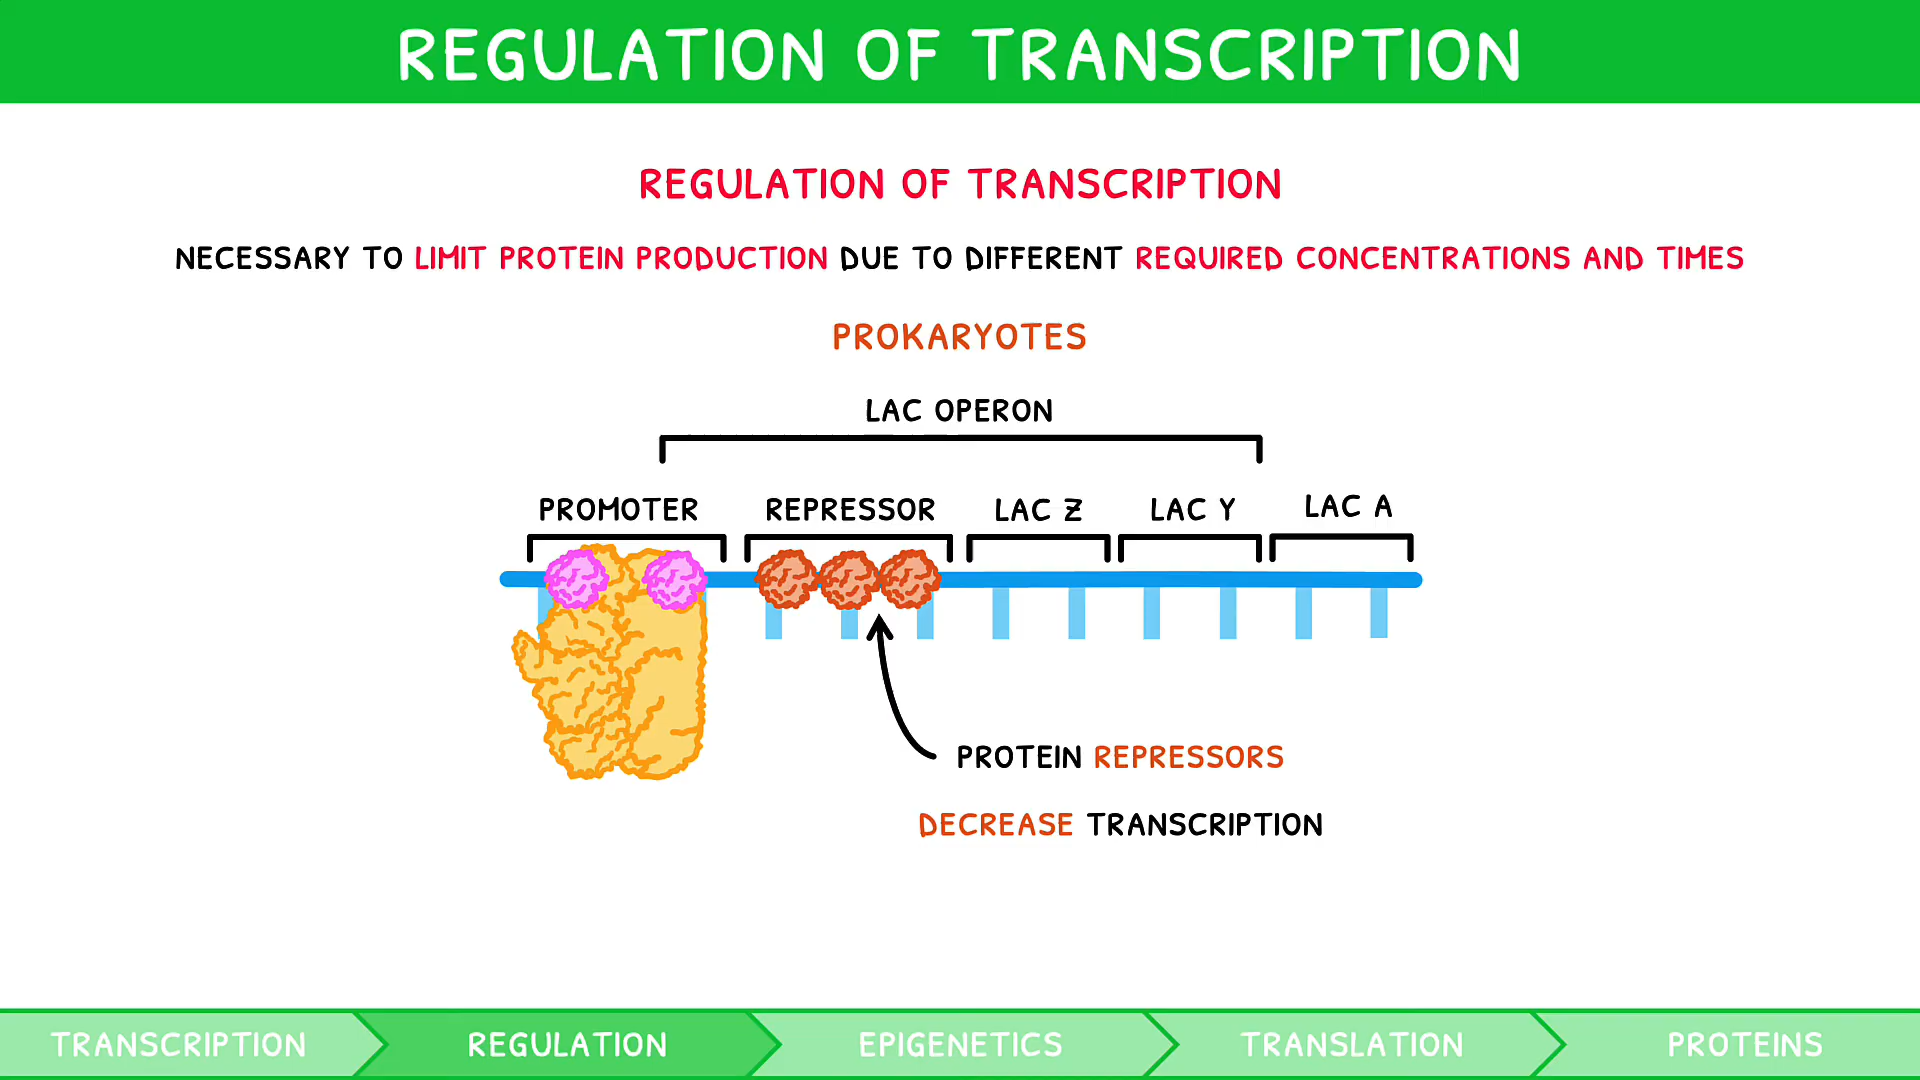 REGULATION OF TRANSCRIPTION
REGULATION OF TRANSCRIPTION
NECESSARY TO LIMIT PROTEIN PRODUCTION DUE TO DIFFERENT REQUIRED CONCENTRATIONS AND TIMES
PROKARYOTES
LAC OPERON
PROMOTER REPRESSOR LAC Z LAC Y LAC A
PROTEIN REPRESSORS
DECREASE TRANSCRIPTION
TRANSCRIPTION REGULATION EPIGENETICS TRANSLATION PROTEINS